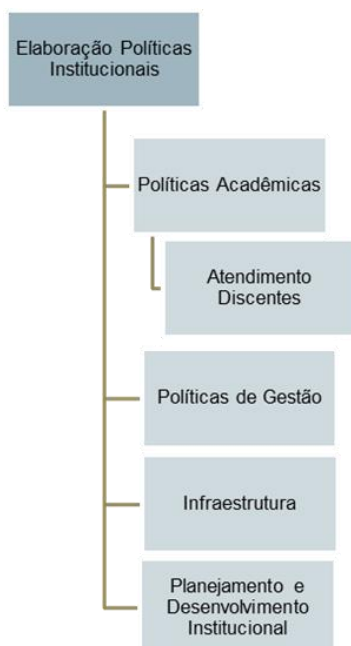 Elaboração Políticas
Institucionais
Políticas Acadêmicas
Atendimento
Discentes
Políticas de Gestão
Infraestrutura
Planejamento e
Desenvolvimento
Institucional